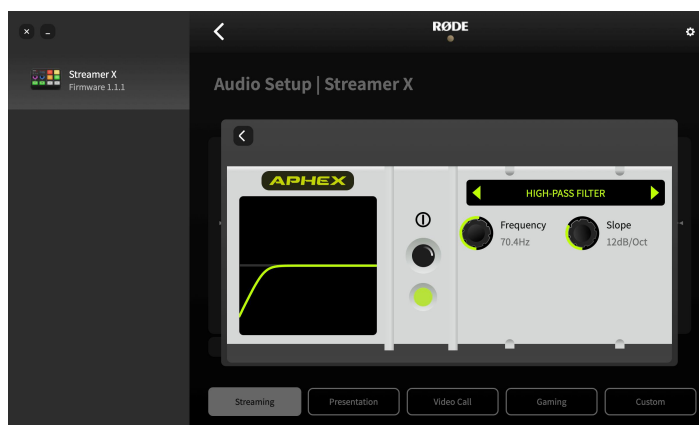 RØDE
Streamer X
Firmware 1.1.1
Audio Setup | Streamer X
APHEX
HIGH-PASS FILTER
Frequency
70.4Hz
Slope
12dB/Oct
Streaming
Presentation
Video Call
Gaming
Custom